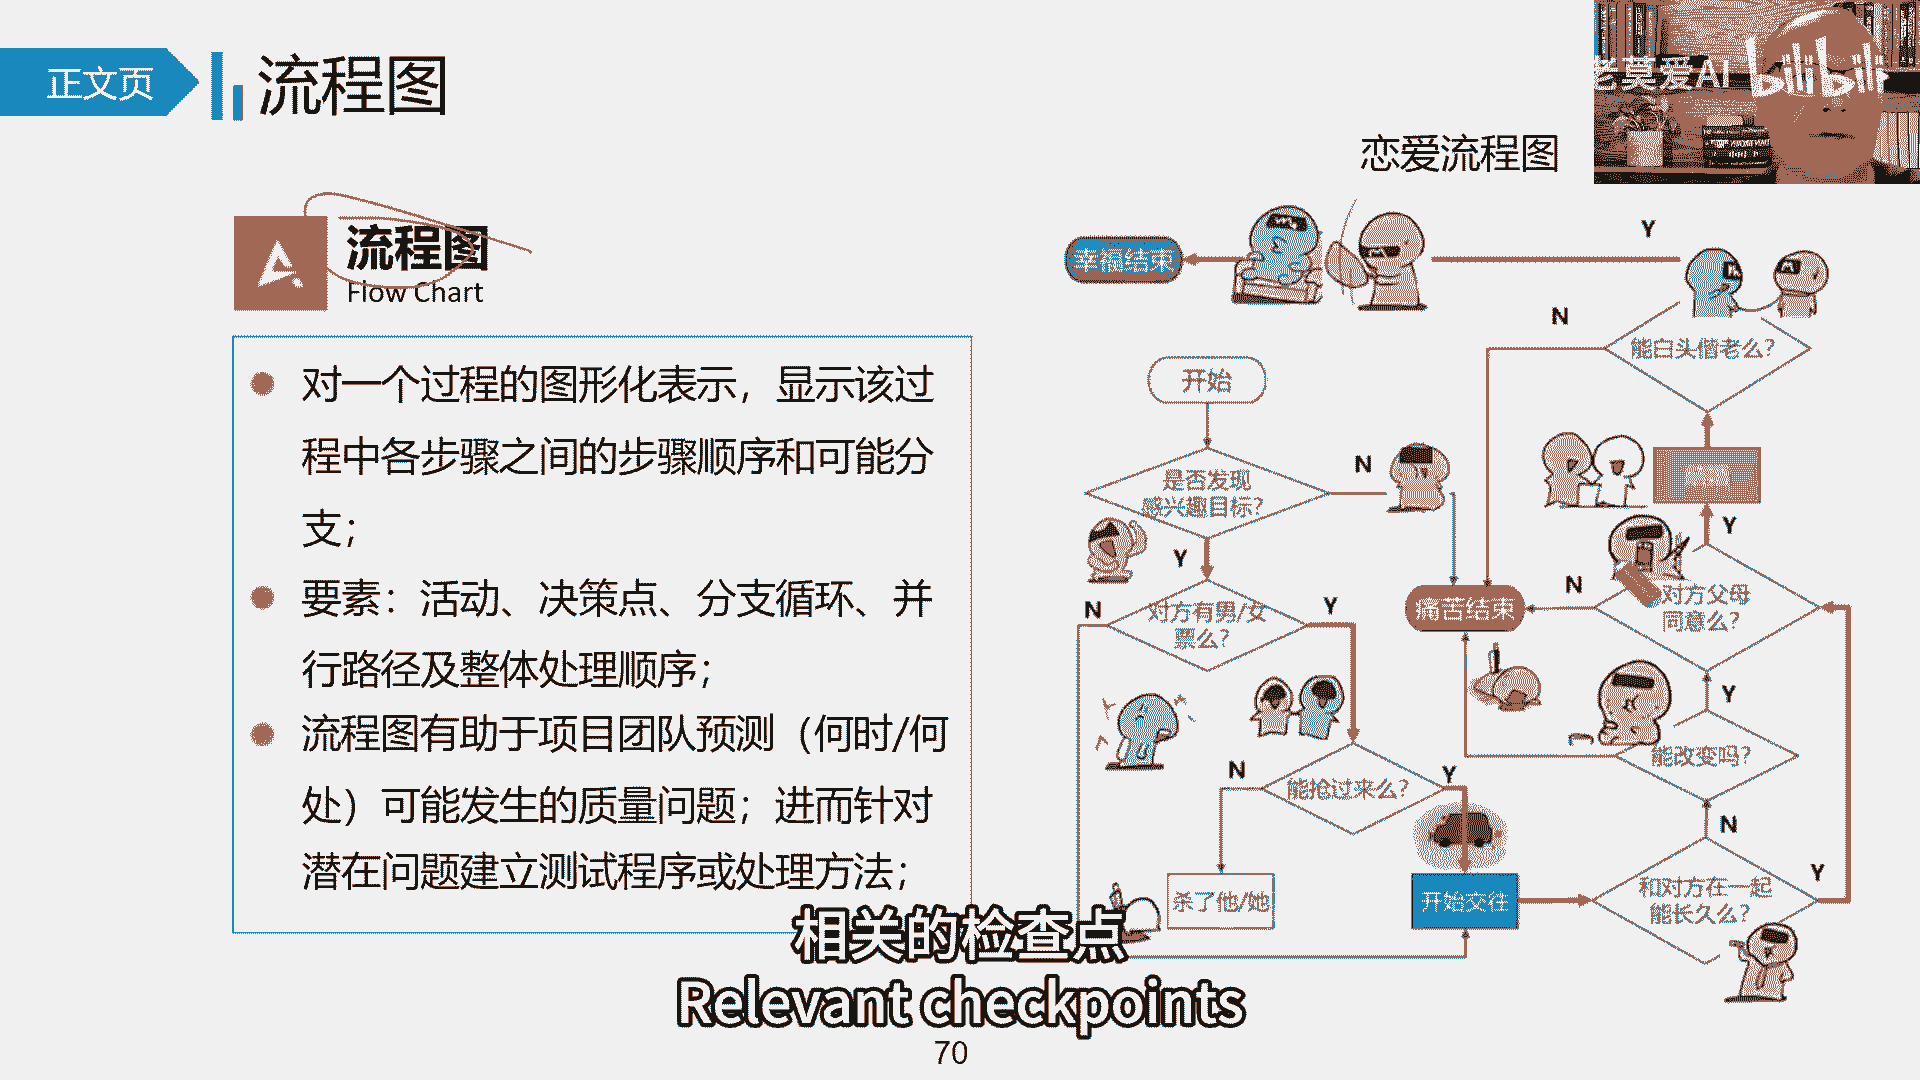 正文页
流程图
老莫爱AI
bilibili
恋爱流程图
流程图
Flow Chart
对一个过程的图形化表示，显示该过
程中各步骤之间的步骤顺序和可能分
支；
要素：活动、决策点、分支循环、并
行路径及整体处理顺序；
流程图有助于项目团队预测（何时/何
处）可能发生的质量问题；进而针对
潜在问题建立测试程序或处理方法；
幸福结束
Y
N
能白头偕老么？
开始
是否发现
感兴趣目标？
N
Y
Y
对方有男/女
票么？
N
Y
痛苦结束
N
对方父母
同意么？
Y
能改变吗？
N
能抢过来么？
Y
N
杀了他/她
开始交往
和对方在一起
能长久么？
Y
相关的检查点
Relevant checkpoints
70